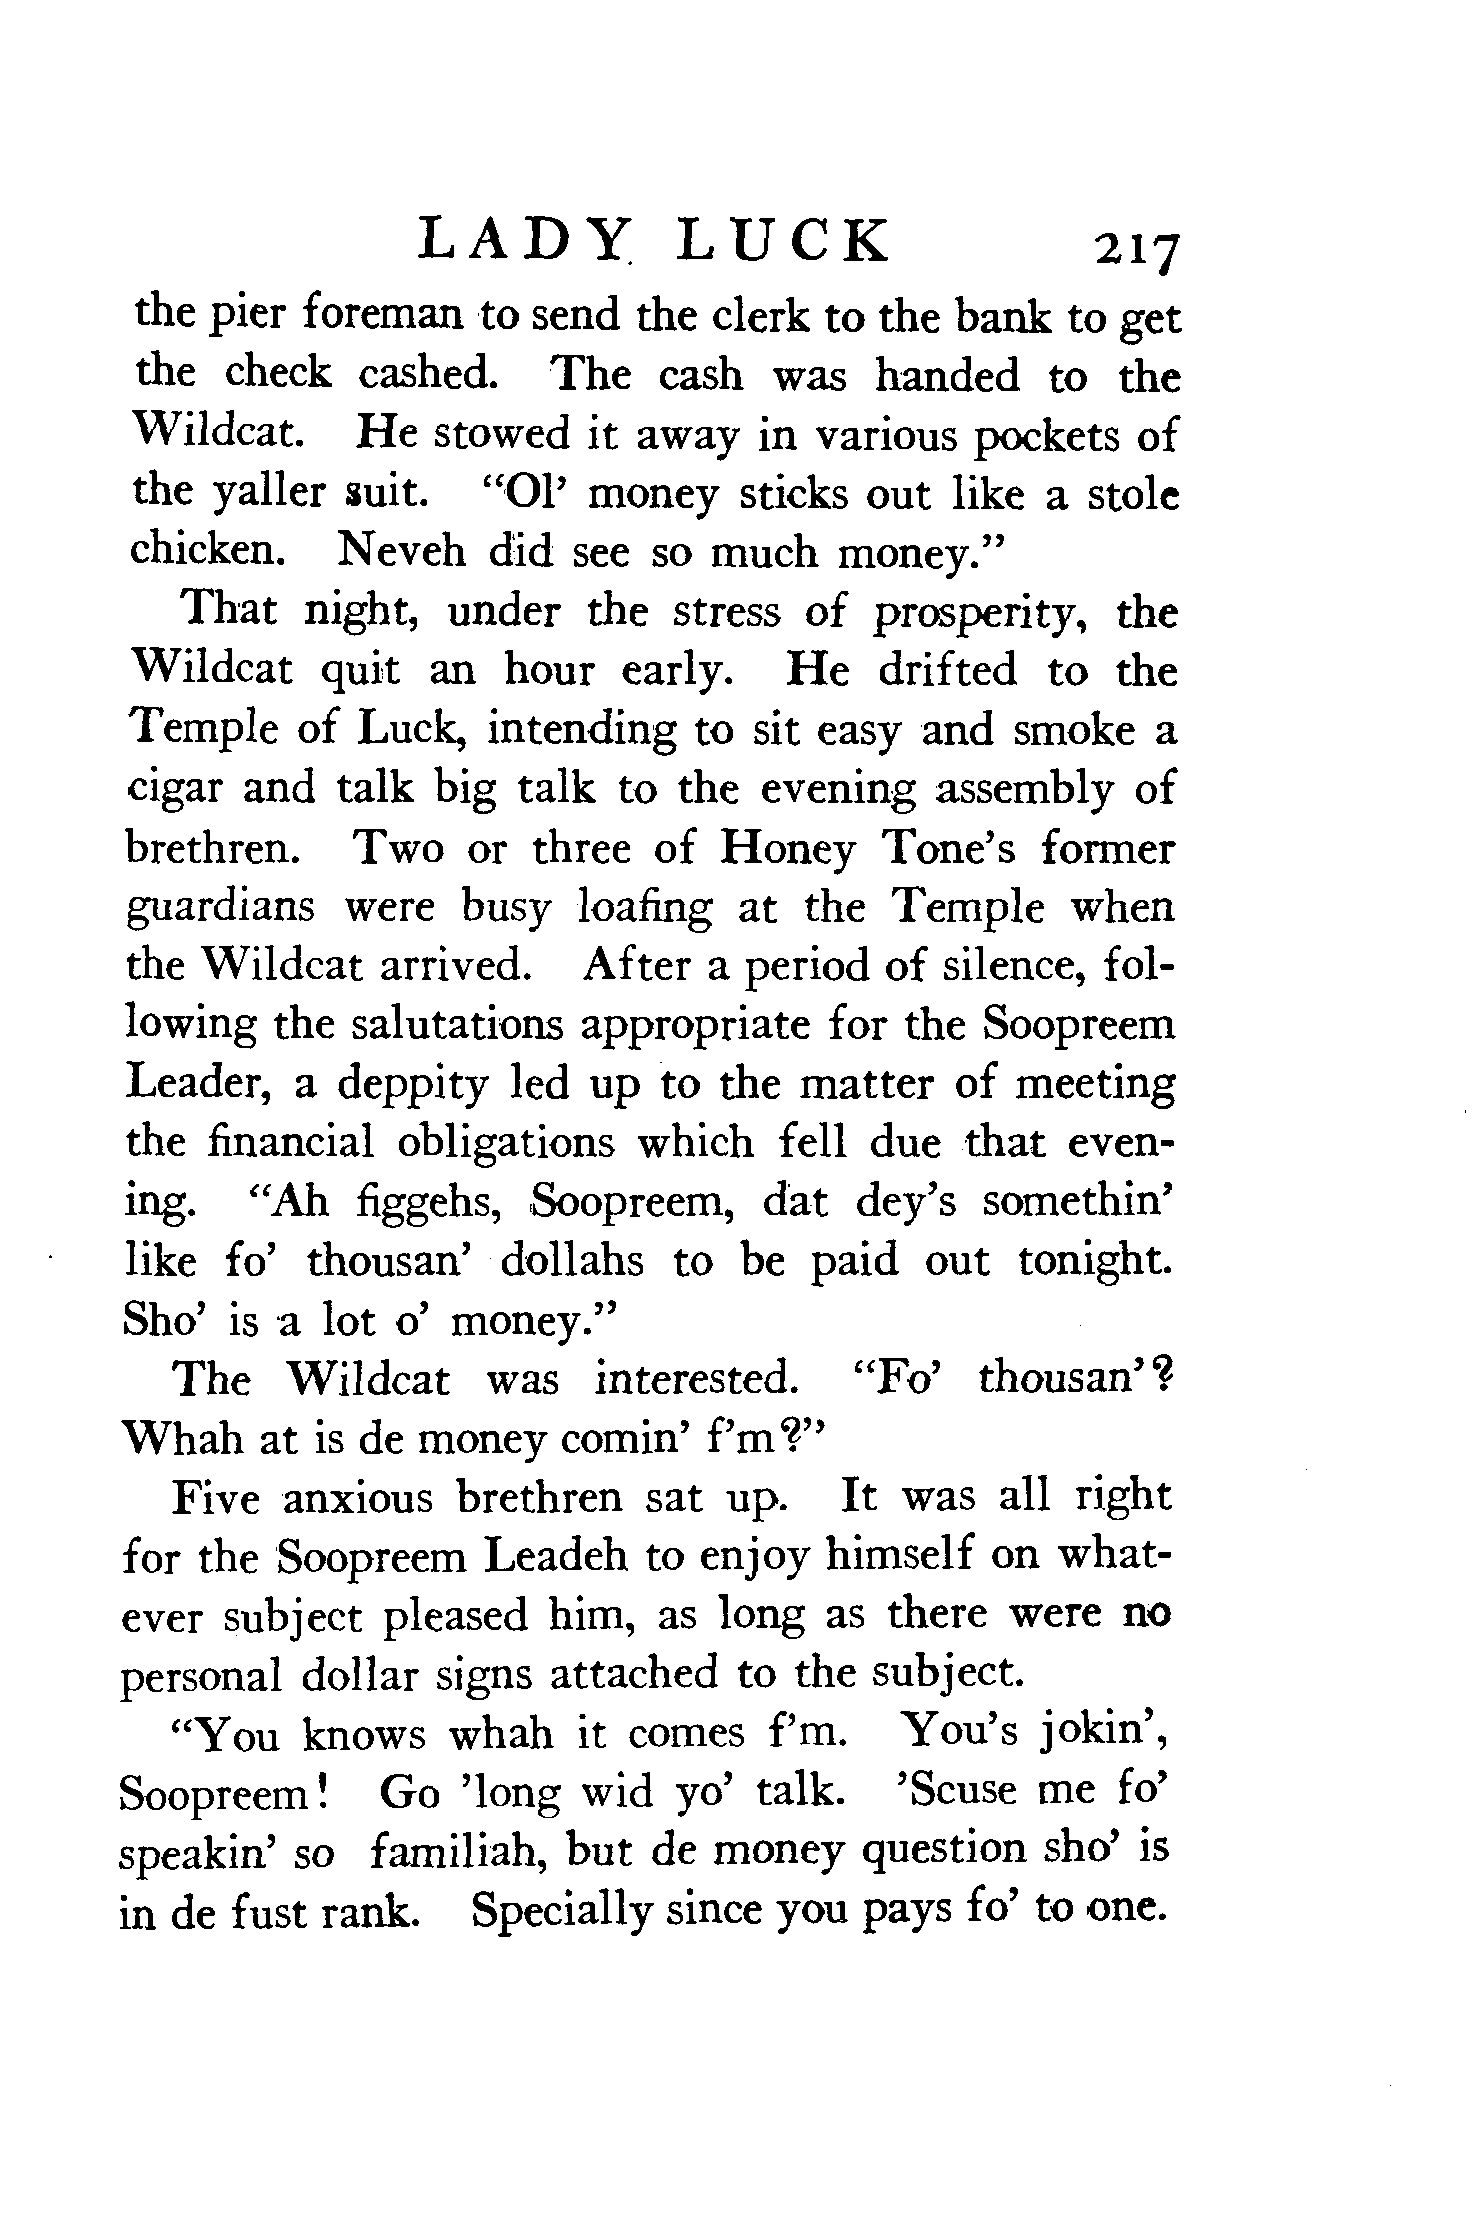 LADY LUCK 217
the pier foreman to send the clerk to the bank to get
the check cashed. The cash was handed to the
Wildcat. He stowed it away in various pockets of
the yaller suit. “Ol’ money sticks out like a stole
chicken. Neveh did see so much money.”
That night, under the stress of prosperity, the
Wildcat quit an hour early. He drifted to the
Temple of Luck, intending to sit easy and smoke a
cigar and talk big talk to the evening assembly of
brethren. Two or three of Honey Tone’s former
guardians were busy loafing at the Temple when
the Wildcat arrived. After a period of silence, fol-
lowing the salutations appropriate for the Soopreem
Leader, a deppity led up to the matter of meeting
the financial obligations which fell due that even-
ing. “Ah figgehs, Soopreem, dat dey’s somethin’
like fo’ thousan’ dollahs to be paid out tonight.
Sho’ is a lot o’ money.”
The Wildcat was interested. “Fo’ thousan’?
Whah at is de money comin’ f’m?”
Five anxious brethren sat up. It was all right
for the Soopreem Leadeh to enjoy himself on what-
ever subject pleased him, as long as there were no
personal dollar signs attached to the subject.
“You knows whah it comes f’m. You’s jokin’,
Soopreem! Go ’long wid yo’ talk. ’Scuse me fo’
speakin’ so familiah, but de money question sho’ is
in de fust rank. Specially since you pays fo’ to one.